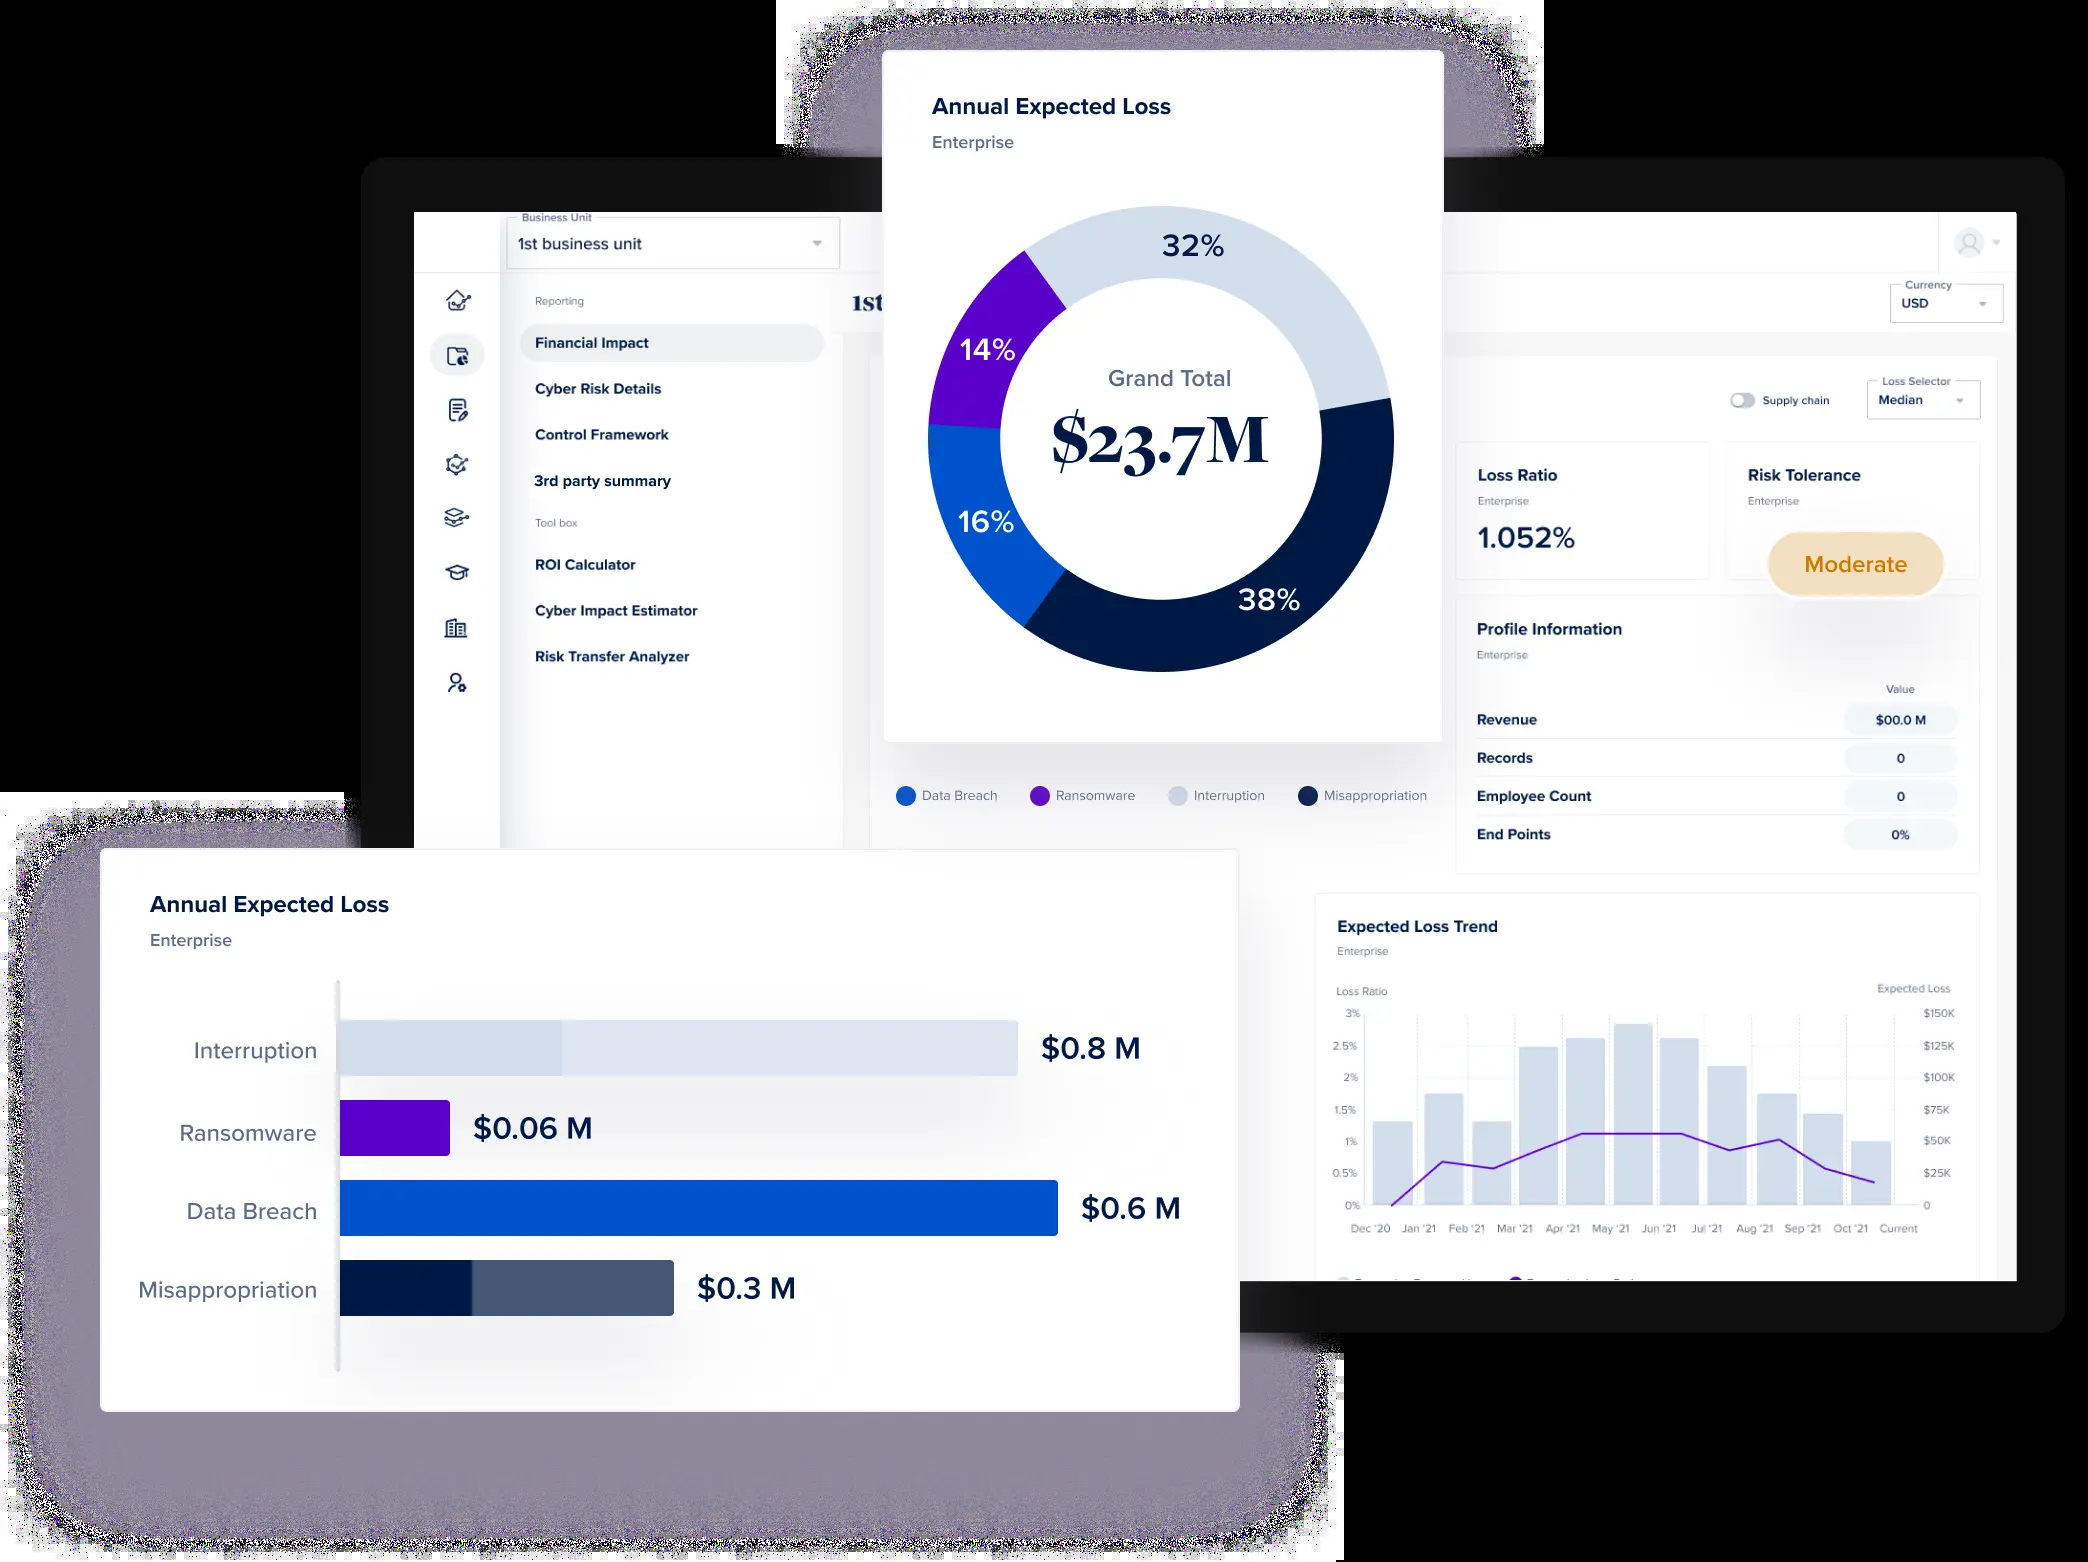 Annual Expected Loss
Enterprise
32%
14%
Grand Total
$23.7M
16%
38%
Business Unit
1st business unit
Reporting
Financial Impact
Cyber Risk Details
Control Framework
3rd party summary
Tool box
ROI Calculator
Cyber Impact Estimator
Risk Transfer Analyzer
1st
Currency
USD
Supply chain
Loss Selector
Median
Loss Ratio
Enterprise
1.052%
Risk Tolerance
Enterprise
Moderate
Profile Information
Enterprise
Value
Revenue $00.0 M
Records 0
Employee Count 0
End Points 0%
Data Breach Ransomware Interruption Misappropriation
Annual Expected Loss
Enterprise
Interruption $0.8 M
Ransomware $0.06 M
Data Breach $0.6 M
Misappropriation $0.3 M
Expected Loss Trend
Enterprise
Loss Ratio Expected Loss
3% $150K
2.5% $125K
2% $100K
1.5% $75K
1% $50K
0.5% $25K
0% 0
Dec '20 Jan '21 Feb '21 Mar '21 Apr '21 May '21 Jun '21 Jul '21 Aug '21 Sep '21 Oct '21 Current